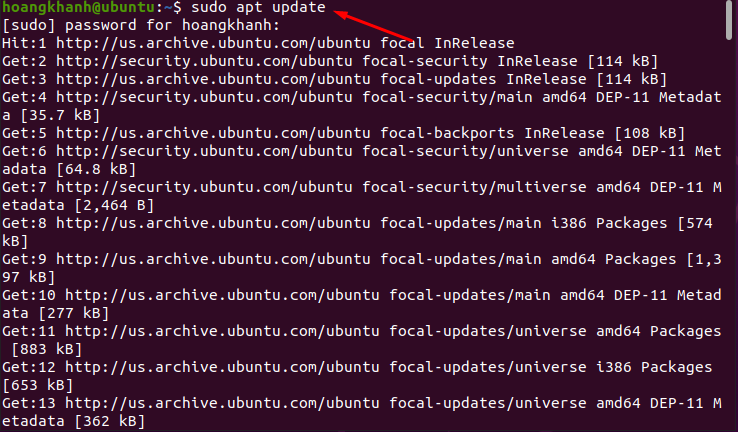 hoangkhanh@ubuntu:~$ sudo apt update
[sudo] password for hoangkhanh:
Hit:1 http://us.archive.ubuntu.com/ubuntu focal InRelease
Get:2 http://security.ubuntu.com/ubuntu focal-security InRelease [114 kB]
Get:3 http://us.archive.ubuntu.com/ubuntu focal-updates InRelease [114 kB]
Get:4 http://security.ubuntu.com/ubuntu focal-security/main amd64 DEP-11 Metadat
a [35.7 kB]
Get:5 http://us.archive.ubuntu.com/ubuntu focal-backports InRelease [108 kB]
Get:6 http://security.ubuntu.com/ubuntu focal-security/universe amd64 DEP-11 Met
adata [64.8 kB]
Get:7 http://security.ubuntu.com/ubuntu focal-security/multiverse amd64 DEP-11 M
etadata [2,464 B]
Get:8 http://us.archive.ubuntu.com/ubuntu focal-updates/main i386 Packages [574
kB]
Get:9 http://us.archive.ubuntu.com/ubuntu focal-updates/main amd64 Packages [1,3
97 kB]
Get:10 http://us.archive.ubuntu.com/ubuntu focal-updates/main amd64 DEP-11 Metad
ata [277 kB]
Get:11 http://us.archive.ubuntu.com/ubuntu focal-updates/universe amd64 Packages
 [883 kB]
Get:12 http://us.archive.ubuntu.com/ubuntu focal-updates/universe i386 Packages
[653 kB]
Get:13 http://us.archive.ubuntu.com/ubuntu focal-updates/universe amd64 DEP-11 M
etadata [362 kB]